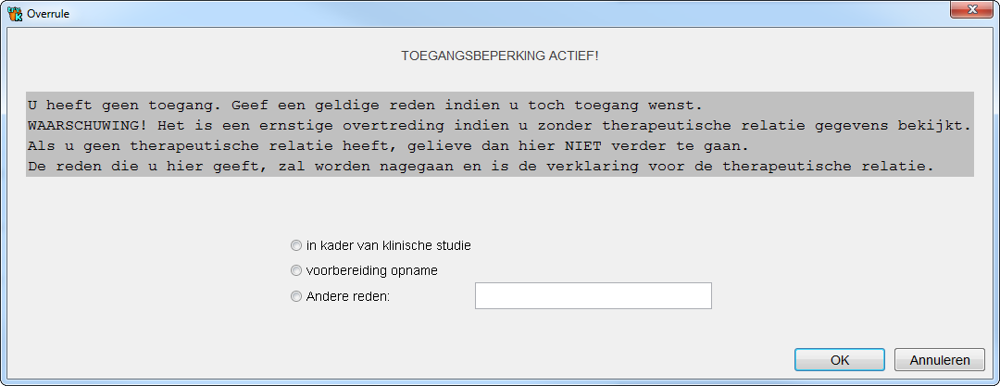 Overrule
TOEGANGSBEPERKING ACTIEF!
U heeft geen toegang. Geef een geldige reden indien u toch toegang wenst.
WAARSCHUWING! Het is een ernstige overtreding indien u zonder therapeutische relatie gegevens bekijkt.
Als u geen therapeutische relatie heeft, gelieve dan hier NIET verder te gaan.
De reden die u hier geeft, zal worden nagegaan en is de verklaring voor de therapeutische relatie.
in kader van klinische studie
voorbereiding opname
Andere reden:
OK Annuleren